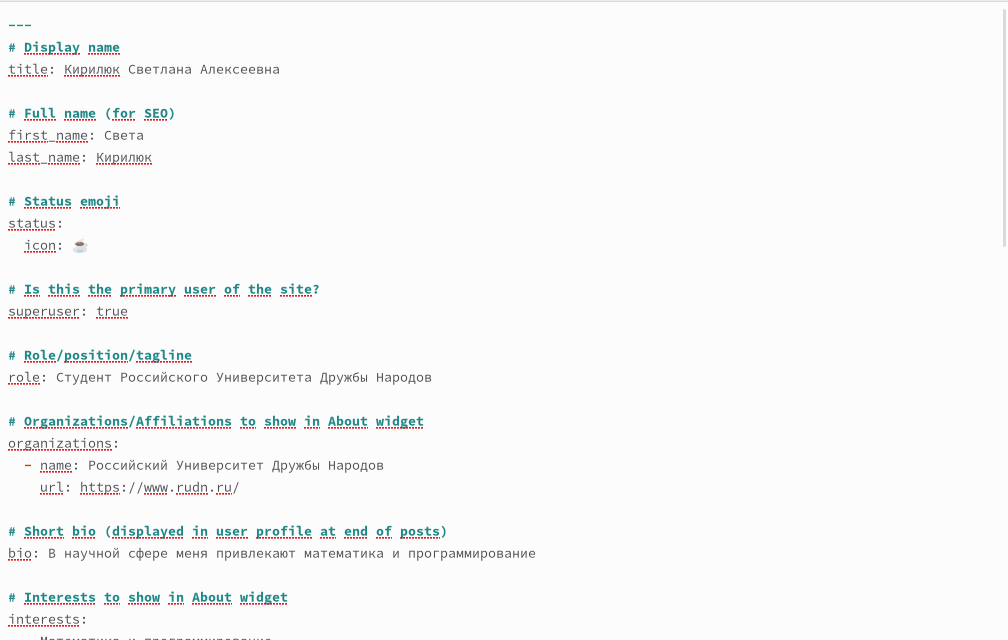 ---
# Display name
title: Кирилюк Светлана Алексеевна
# Full name (for SEO)
first_name: Света
last_name: Кирилюк
# Status emoji
status:
icon: ☕
# Is this the primary user of the site?
superuser: true
# Role/position/tagline
role: Студент Российского Университета Дружбы Народов
# Organizations/Affiliations to show in About widget
organizations:
- name: Российский Университет Дружбы Народов
url: https://www.rudn.ru/
# Short bio (displayed in user profile at end of posts)
bio: В научной сфере меня привлекают математика и программирование
# Interests to show in About widget
interests:
Математика и программирование